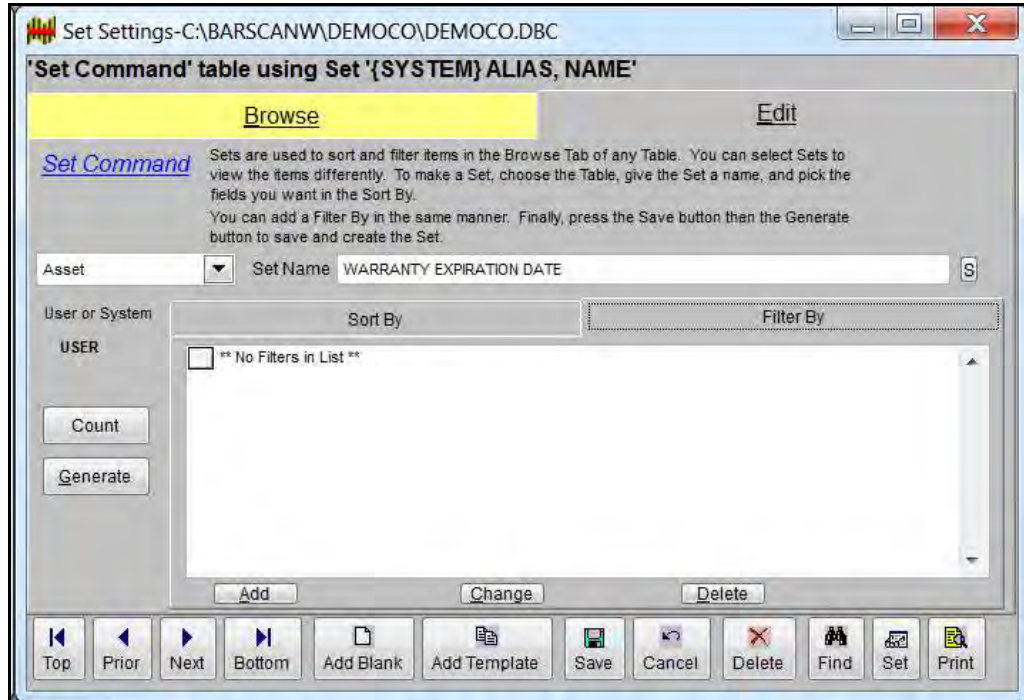 Set Settings-C:\BARSCANW\DEMOCO\DEMOCO.DBC
'Set Command' table using Set '{SYSTEM} ALIAS, NAME'
Browse
Edit
Set Command
Sets are used to sort and filter items in the Browse Tab of any Table. You can select Sets to
view the items differently. To make a Set, choose the Table, give the Set a name, and pick the
fields you want in the Sort By.
You can add a Filter By in the same manner. Finally, press the Save button then the Generate
button to save and create the Set.
Asset
Set Name WARRANTY EXPIRATION DATE
S
User or System
USER
Sort By
Filter By
** No Filters in List **
Count
Generate
Add Change Delete
Top Prior Next Bottom Add Blank Add Template Save Cancel Delete Find Set Print